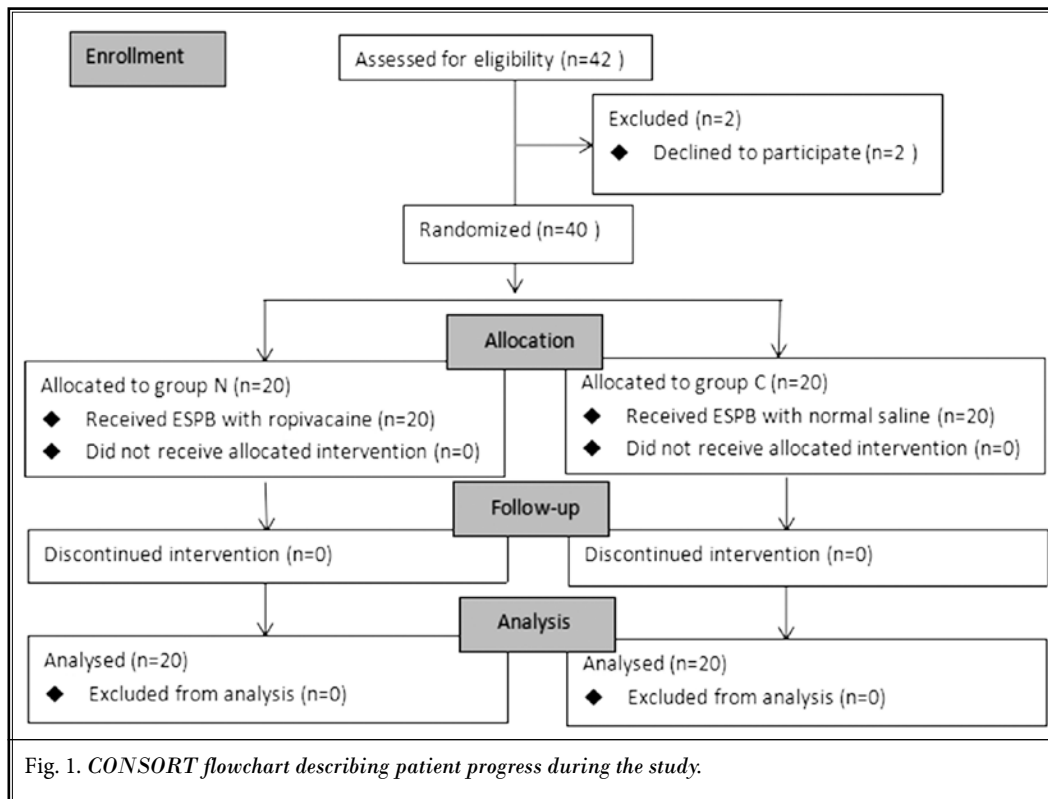 Enrollment
Assessed for eligibility (n=42 )
Excluded (n=2)
◆ Declined to participate (n=2 )
Randomized (n=40 )
Allocation
Allocated to group N (n=20)
◆ Received ESPB with ropivacaine (n=20)
◆ Did not receive allocated intervention (n=0)
Allocated to group C (n=20)
◆ Received ESPB with normal saline (n=20)
◆ Did not receive allocated intervention (n=0)
Follow-up
Discontinued intervention (n=0)
Discontinued intervention (n=0)
Analysis
Analysed (n=20)
◆ Excluded from analysis (n=0)
Analysed (n=20)
◆ Excluded from analysis (n=0)
Fig. 1. CONSORT flowchart describing patient progress during the study.